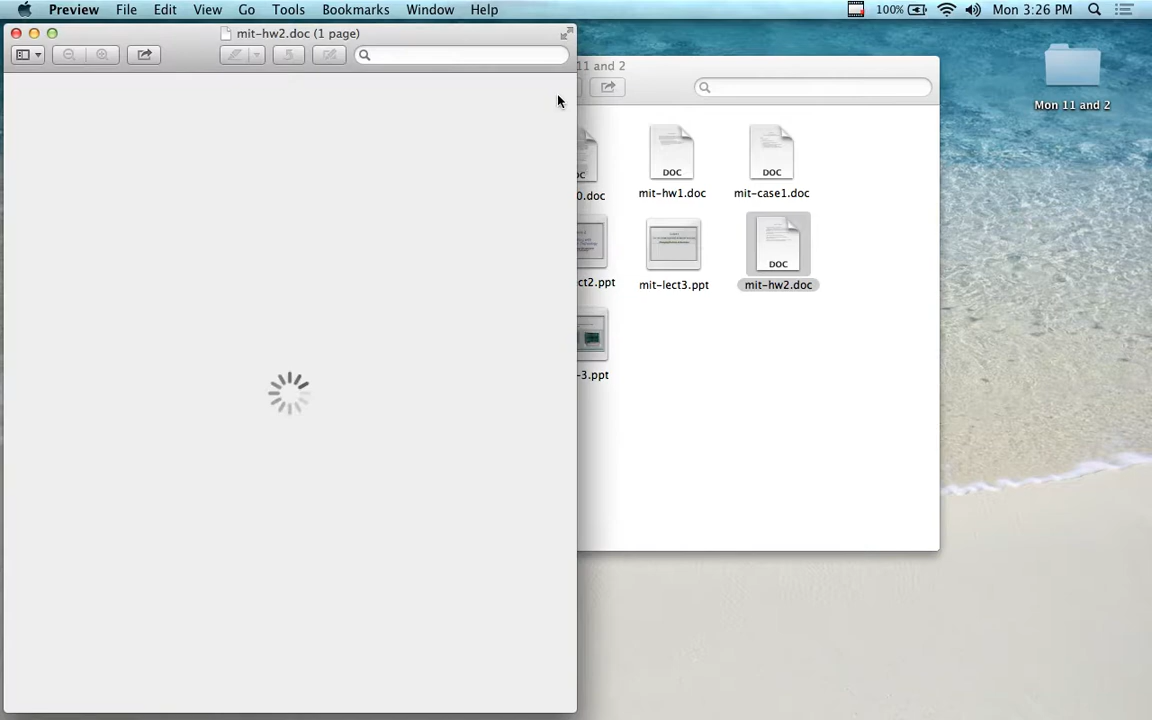 Preview File Edit View Go Tools Bookmarks Window Help 100% Mon 3:26 PM
mit-hw2.doc (1 page)
11 and 2
Mon 11 and 2
DOC DOC
0.doc mit-hw1.doc mit-case1.doc
DOC
ct2.ppt mit-lect3.ppt mit-hw2.doc
-3.ppt